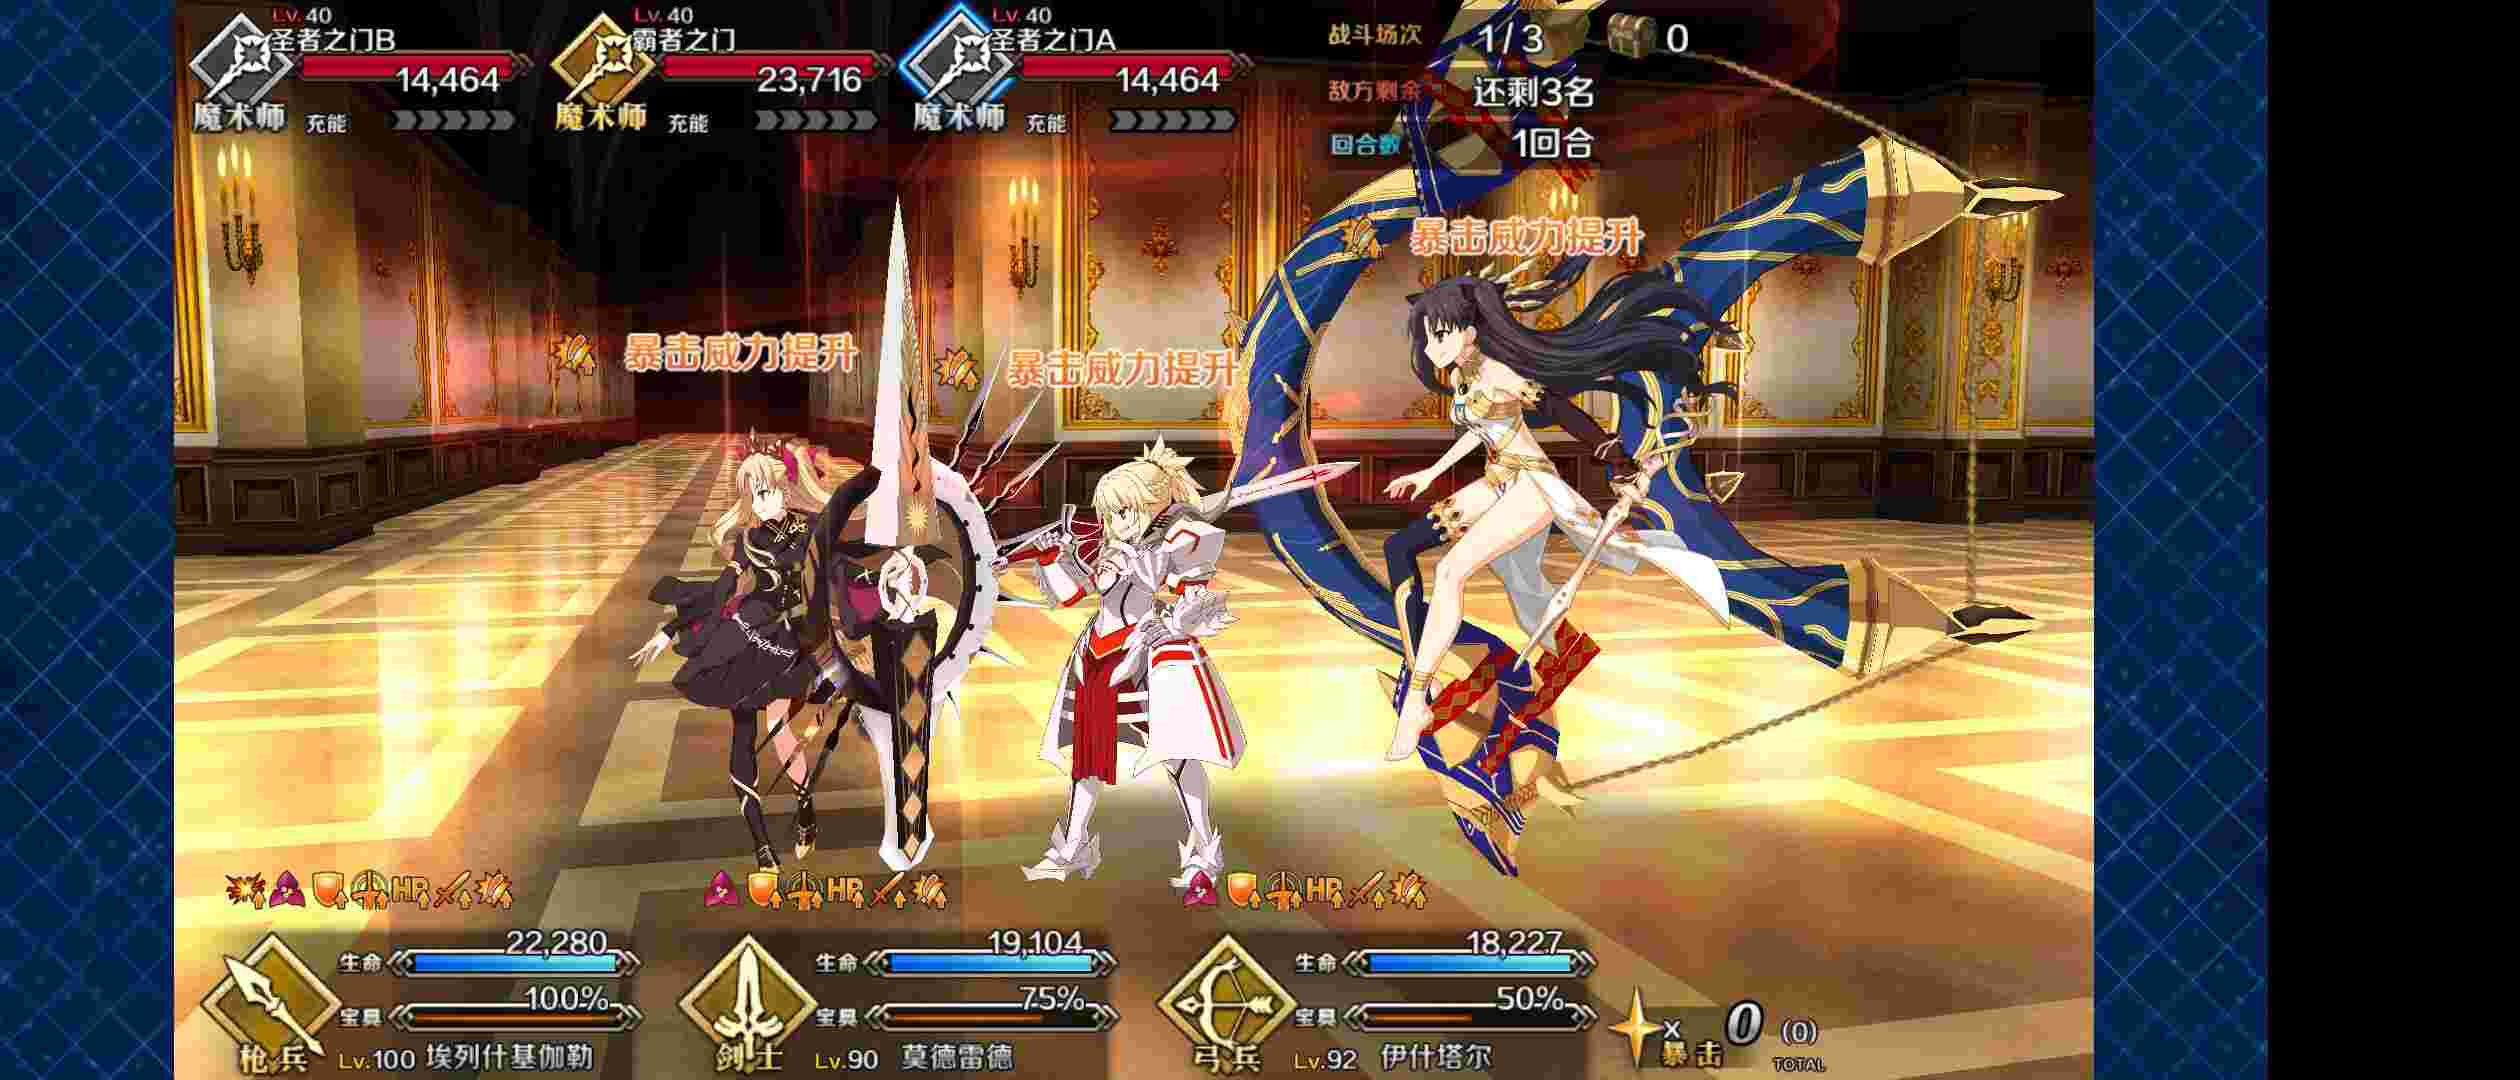 Lv.40
圣者之门B
14,464
魔术师 充能
Lv.40
霸者之门
23,716
魔术师 充能
Lv.40
圣者之门A
14,464
魔术师 充能
战斗场次 1/3 0
敌方剩余 还剩3名
回合数 1回合
暴击威力提升
暴击威力提升
暴击威力提升
HP
HP
HP
生命 22,280
宝具 100%
枪兵 Lv.100 埃列什基伽勒
生命 19,104
宝具 75%
剑士 Lv.90 莫德雷德
生命 18,227
宝具 50%
弓兵 Lv.92 伊什塔尔
x 0 (0)
暴击 TOTAL